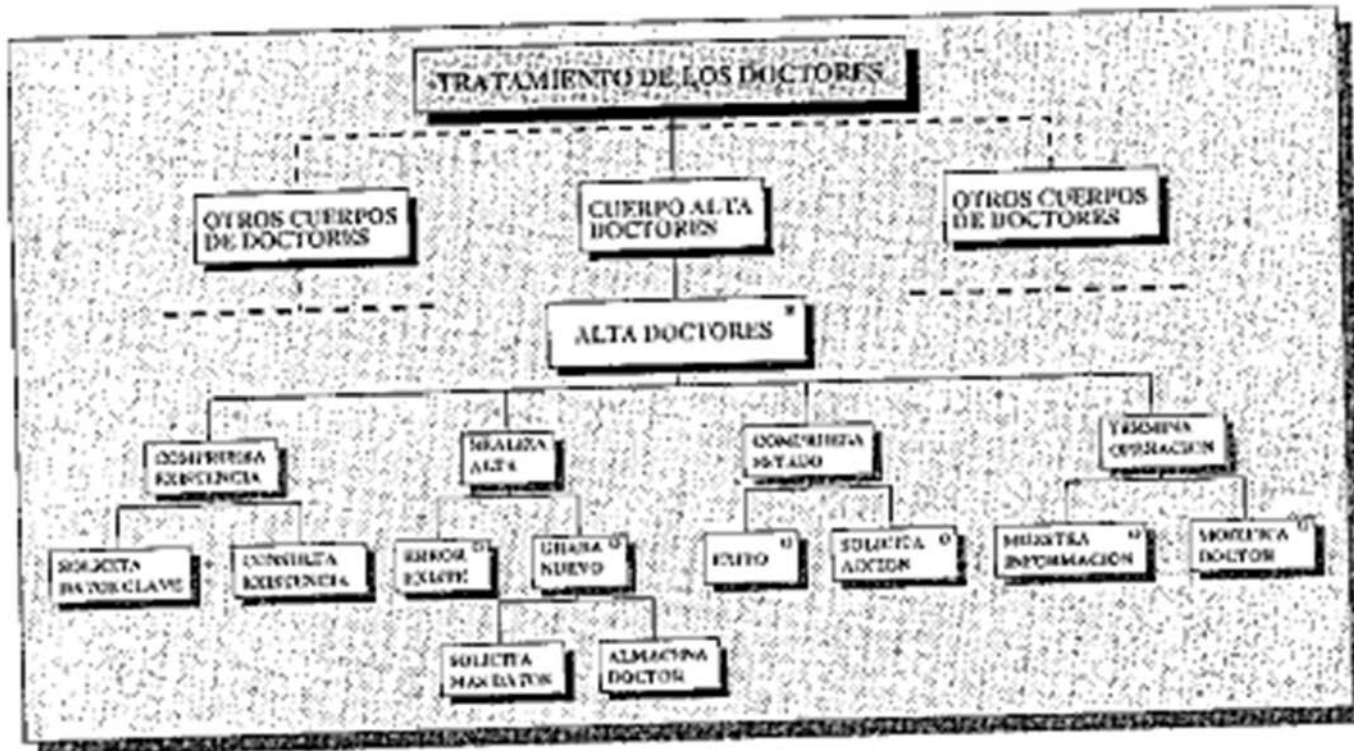 TRATAMIENTO DE LOS DOCTORES
OTROS CUERPOS
DE DOCTORES
CUERPO ALTA
DOCTORES
OTROS CUERPOS
DE DOCTORES
ALTA DOCTORES *
COMPRUEBA
EXISTENCIA
REALIZA
ALTA
COMPRUEBA
ESTADO
TERMINA
OPERACION
SOLICITA
DATOS CLAVE
CONSULTA
EXISTENCIA
ERROR O
EXISTE
GRABA O
NUEVO
EXITO O
SOLICITA O
ACCION
MUESTRA O
INFORMACION
MODIFICA O
DOCTOR
SOLICITA
MAS DATOS
ALMACENA
DOCTOR